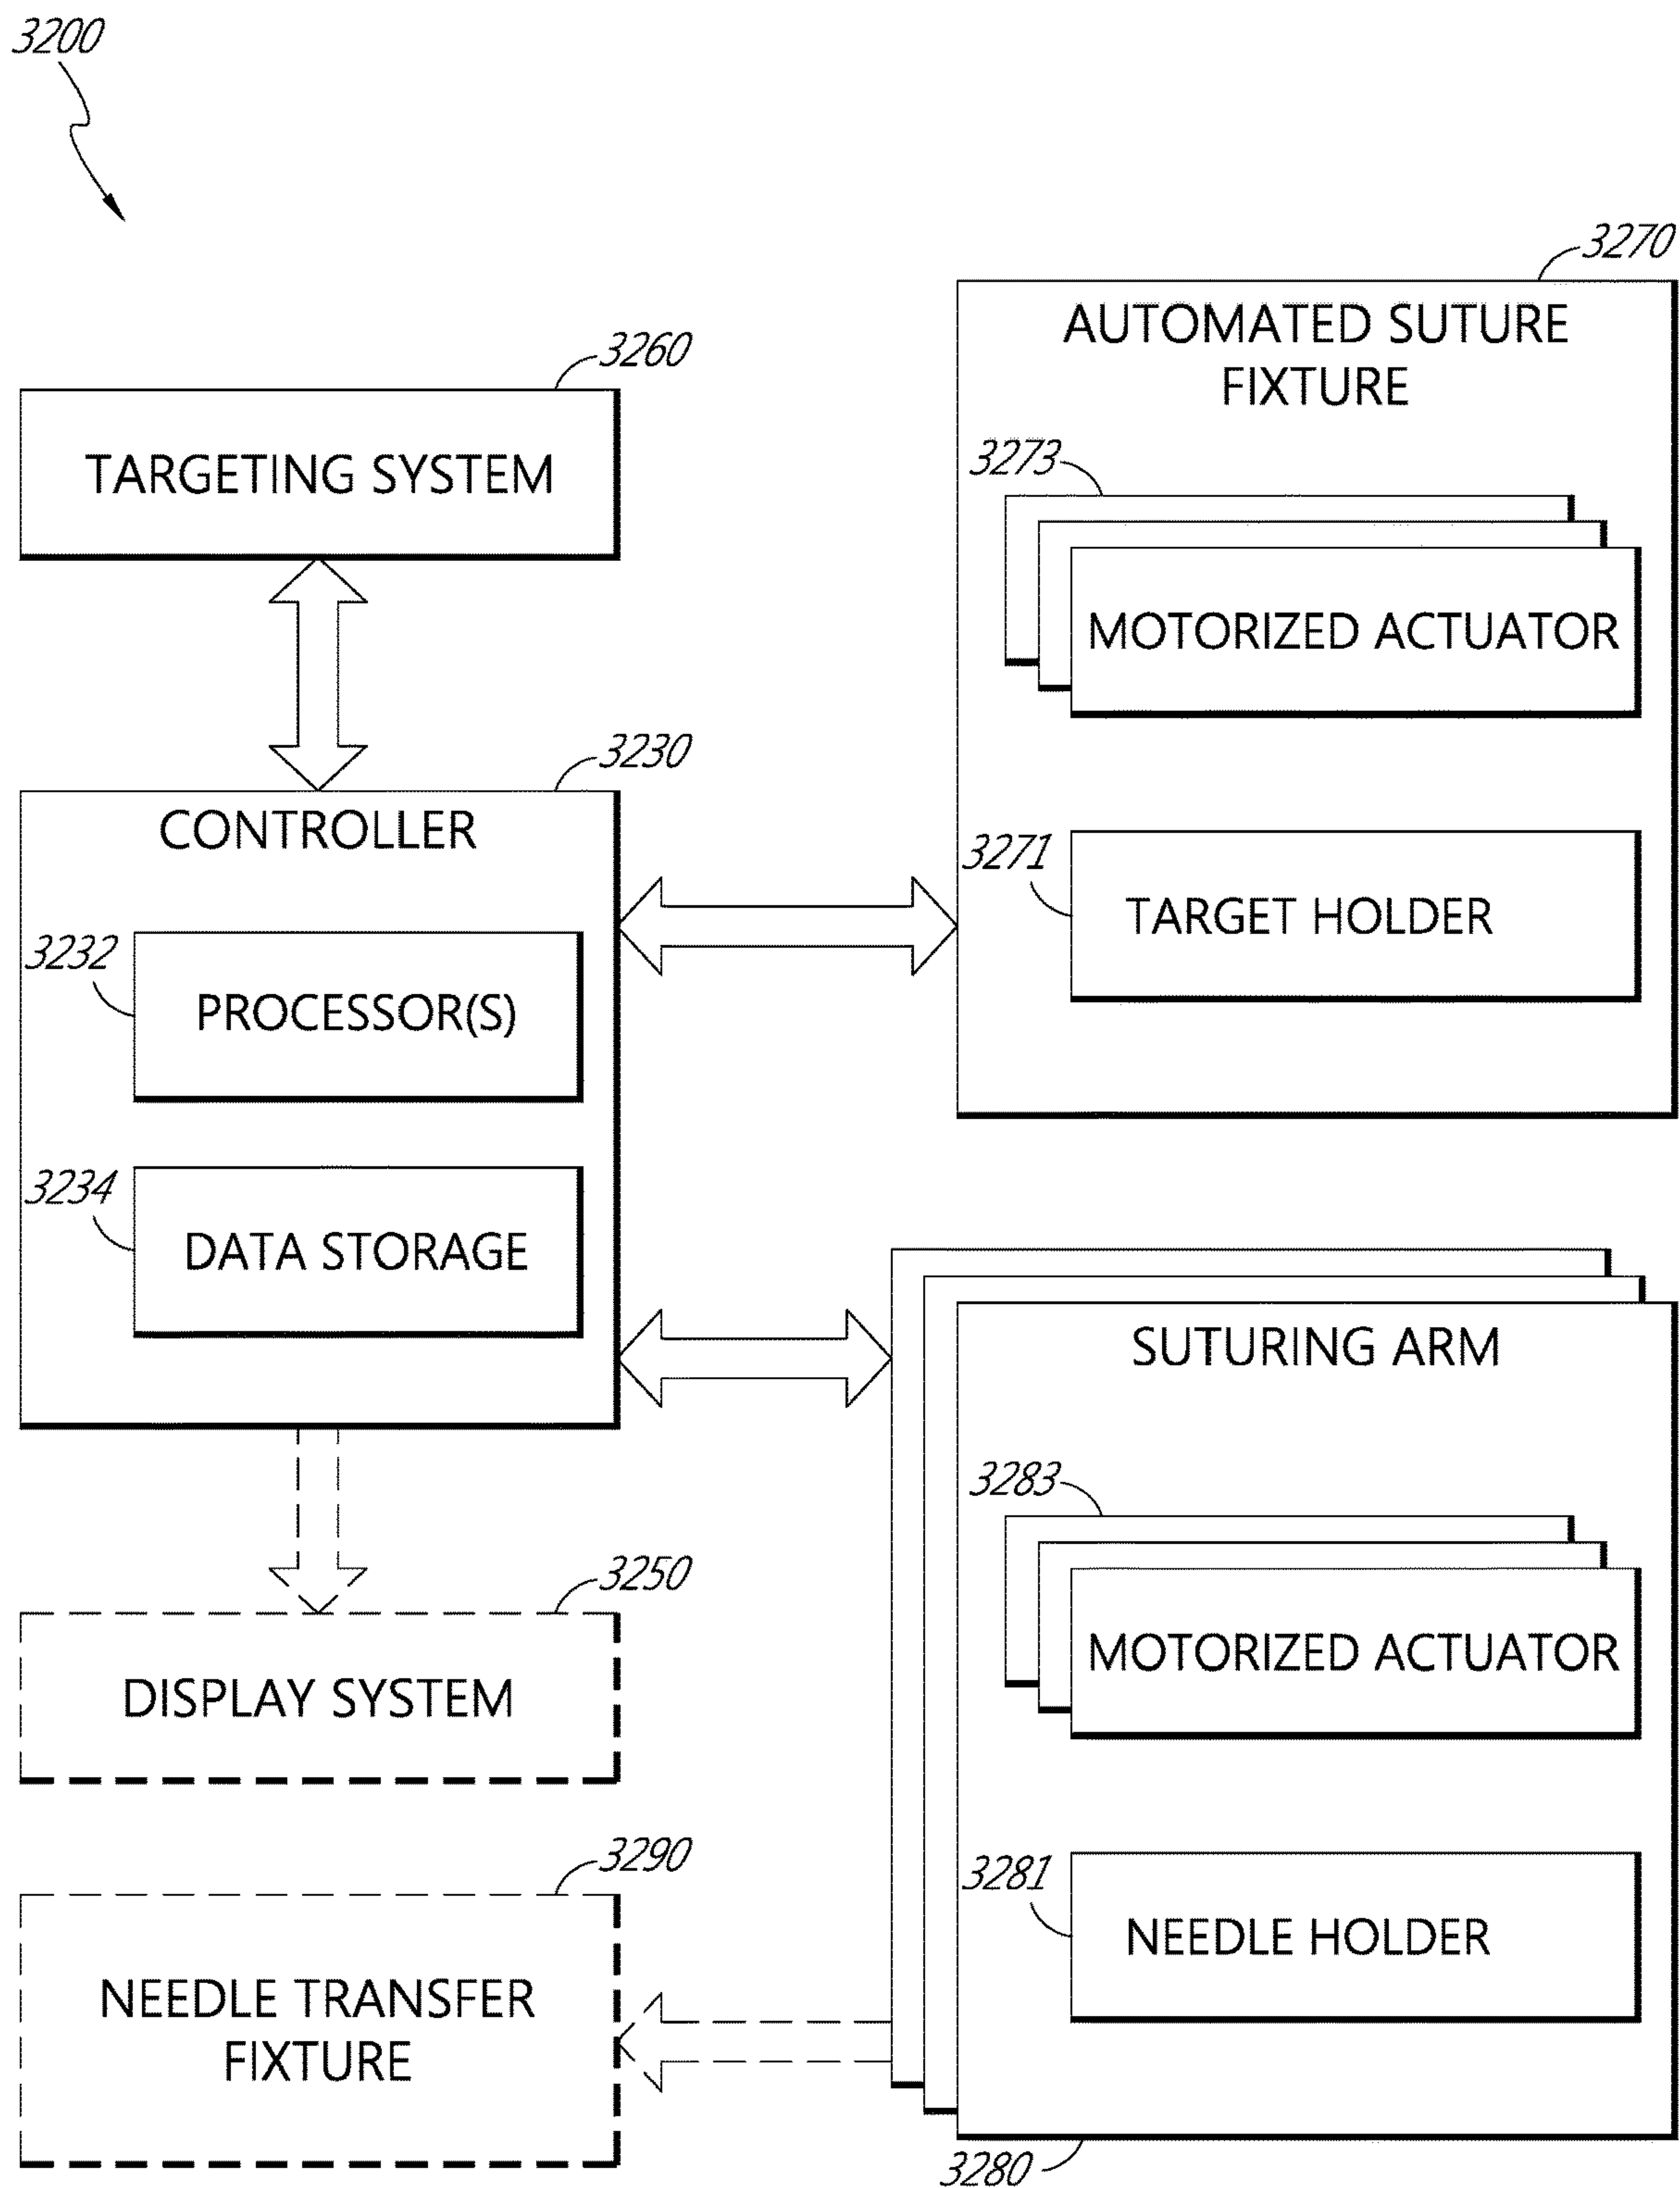 3200
3260
TARGETING SYSTEM
3230
CONTROLLER
3232
PROCESSOR(S)
3234
DATA STORAGE
3250
DISPLAY SYSTEM
3290
NEEDLE TRANSFER
FIXTURE
3270
AUTOMATED SUTURE
FIXTURE
3273
MOTORIZED ACTUATOR
3271
TARGET HOLDER
SUTURING ARM
3283
MOTORIZED ACTUATOR
3281
NEEDLE HOLDER
3280